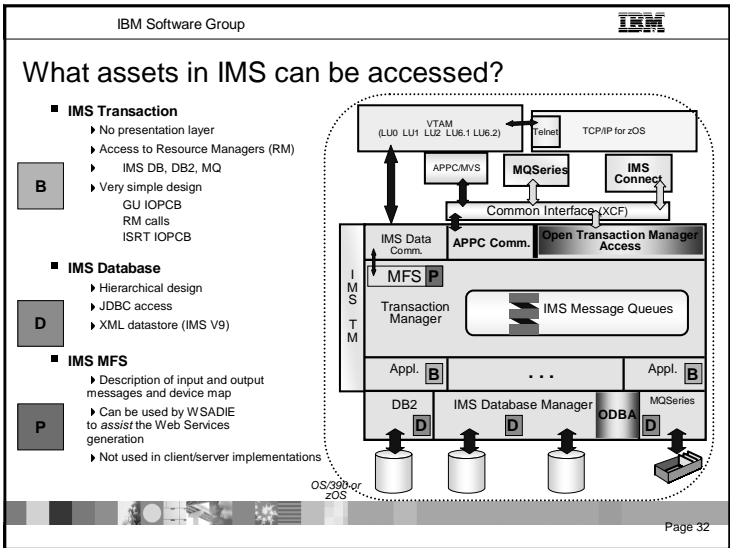 IBM Software Group
IBM
What assets in IMS can be accessed?
IMS Transaction
No presentation layer
Access to Resource Managers (RM)
IMS DB, DB2, MQ
Very simple design
GU IOPCB
RM calls
ISRT IOPCB
B
IMS Database
Hierarchical design
JDBC access
XML datastore (IMS V9)
D
IMS MFS
Description of input and output
messages and device map
Can be used by WSADIE
to assist the Web Services
generation
Not used in client/server implementations
P
VTAM
(LU0 LU1 LU2 LU6.1 LU6.2)
Telnet
TCP/IP for zOS
APPC/MVS
MQSeries
IMS
Connect
Common Interface (XCF)
IMS Data
Comm.
APPC Comm.
Open Transaction Manager
Access
IMS TM
MFS P
Transaction
Manager
IMS Message Queues
Appl. B
. . .
Appl. B
DB2
D
IMS Database Manager
D
ODBA
MQSeries
D
OS/390 or
zOS
Page 32